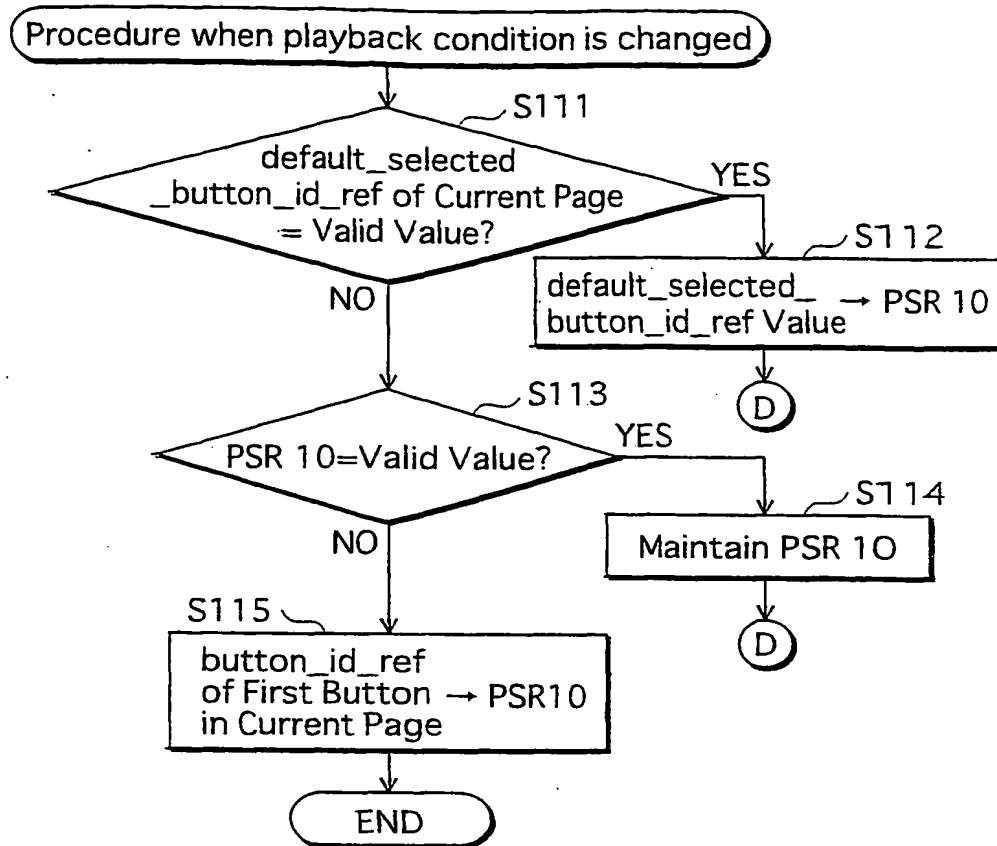 Procedure when playback condition is changed
S111
default_selected
_button_id_ref of Current Page
= Valid Value?
YES
NO
S112
default_selected_
button_id_ref Value → PSR 10
D
S113
PSR 10=Valid Value?
YES
NO
S114
Maintain PSR 10
D
S115
button_id_ref
of First Button → PSR10
in Current Page
END